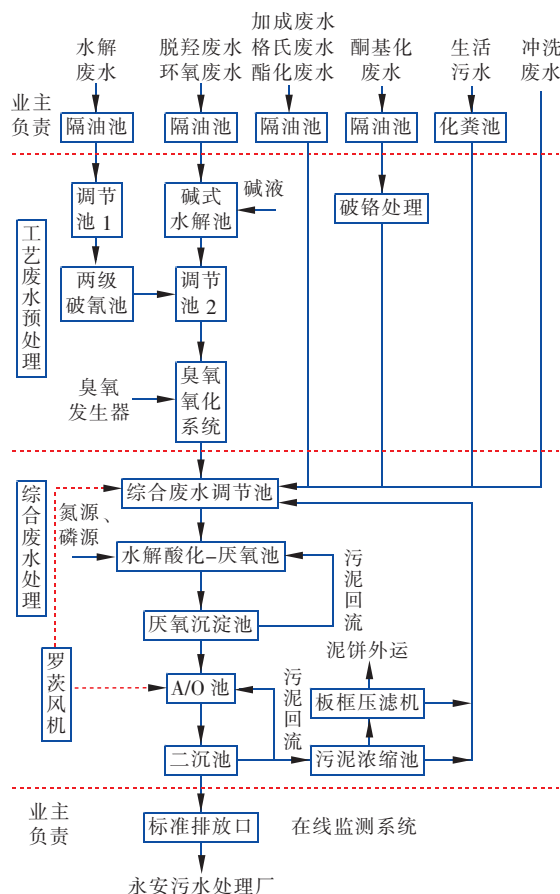 水解
废水
脱羟废水
环氧废水
加成废水
格氏废水
酯化废水
酮基化
废水
生活
污水
冲洗
废水
业主
负责
隔油池
隔油池
隔油池
隔油池
化粪池
工艺废水预处理
调节
池 1
碱式
水解池
碱液
破铬处理
两级
破氰池
调节
池 2
臭氧
发生器
臭氧
氧化
系统
综合废水处理
综合废水调节池
氮源、
磷源
水解酸化-厌氧池
污泥回流
厌氧沉淀池
泥饼外运
罗茨风机
A/O 池
污泥回流
板框压滤机
二沉池
污泥浓缩池
业主
负责
标准排放口
在线监测系统
永安污水处理厂